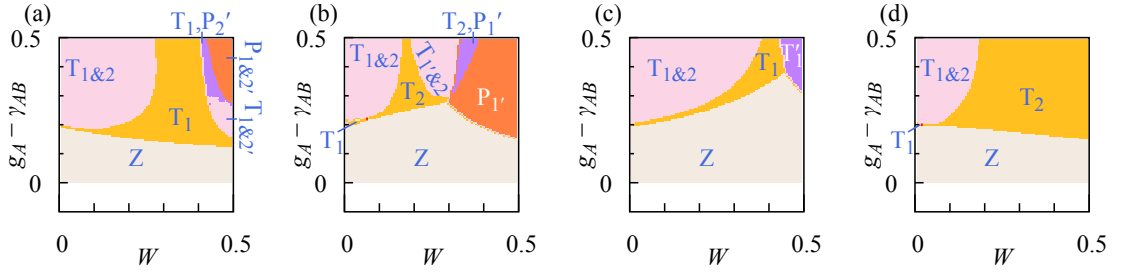 (a) T₁,P₂′
0.5
T₁&₂
P₁&₂′
T₁&₂′
T₁
Z
0
g_A − γ_AB
0 W 0.5
(b) T₂,P₁′
0.5
T₁&₂
T₁′&₂
T₂
P₁′
T₁
Z
0
g_A − γ_AB
0 W 0.5
(c)
0.5
T₁&₂
T₁
T₁′
Z
0
g_A − γ_AB
0 W 0.5
(d)
0.5
T₁&₂
T₂
T₁
Z
0
g_A − γ_AB
0 W 0.5